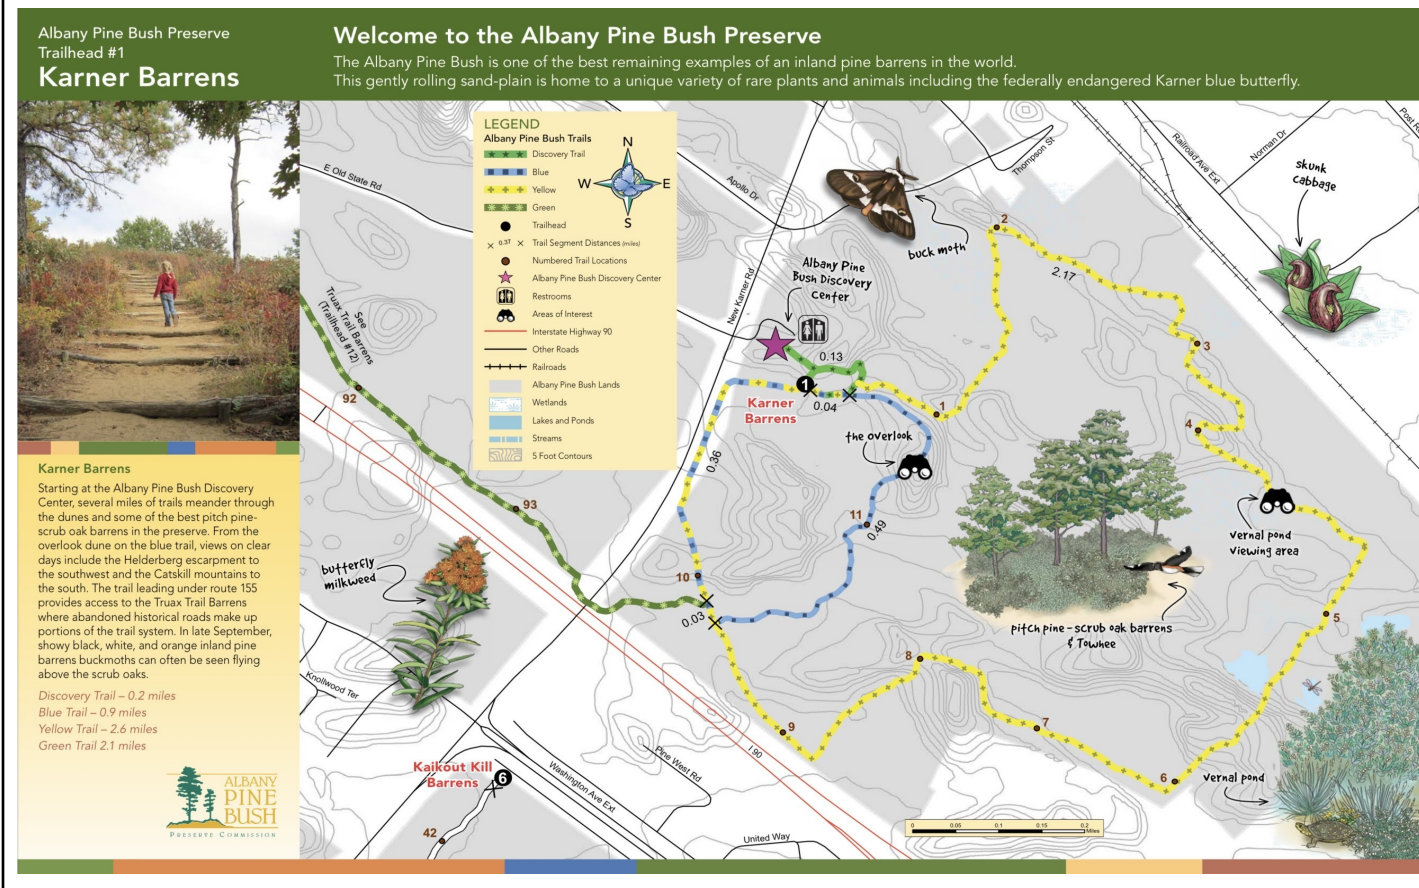 Albany Pine Bush Preserve
Trailhead #1
Karner Barrens
Welcome to the Albany Pine Bush Preserve
The Albany Pine Bush is one of the best remaining examples of an inland pine barrens in the world.
This gently rolling sand-plain is home to a unique variety of rare plants and animals including the federally endangered Karner blue butterfly.
LEGEND
Albany Pine Bush Trails
Discovery Trail
Blue
Yellow
Green
Trailhead
0.37
Trail Segment Distances (miles)
Numbered Trail Locations
Albany Pine Bush Discovery Center
Restrooms
Areas of Interest
Interstate Highway 90
Other Roads
Railroads
Albany Pine Bush Lands
Wetlands
Lakes and Ponds
Streams
5 Foot Contours
N
W
E
S
E Old State Rd
Apollo Dr
New Karner Rd
Thompson St
Railroad Ave Ext
Norman Dr
Post R
skunk
cabbage
buck moth
Albany Pine
Bush Discovery
Center
See
Truax Trail Barrens
(Trailhead #12)
92
93
2
2.17
3
0.13
1
Karner
Barrens
0.04
1
4
the overlook
0.36
11
0.49
vernal pond
viewing area
10
0.03
5
pitch pine-scrub oak barrens
& Towhee
butterfly
milkweed
8
7
9
6
vernal pond
I 90
Knollwood Ter
Pine West Rd
Washington Ave Ext
United Way
Kaikout Kill
Barrens
6
42
0 0.05 0.1 0.15 0.2
Miles
Karner Barrens
Starting at the Albany Pine Bush Discovery
Center, several miles of trails meander through
the dunes and some of the best pitch pine-
scrub oak barrens in the preserve. From the
overlook dune on the blue trail, views on clear
days include the Helderberg escarpment to
the southwest and the Catskill mountains to
the south. The trail leading under route 155
provides access to the Truax Trail Barrens
where abandoned historical roads make up
portions of the trail system. In late September,
showy black, white, and orange inland pine
barrens buckmoths can often be seen flying
above the scrub oaks.
Discovery Trail – 0.2 miles
Blue Trail – 0.9 miles
Yellow Trail – 2.6 miles
Green Trail 2.1 miles
ALBANY
PINE
BUSH
PRESERVE COMMISSION